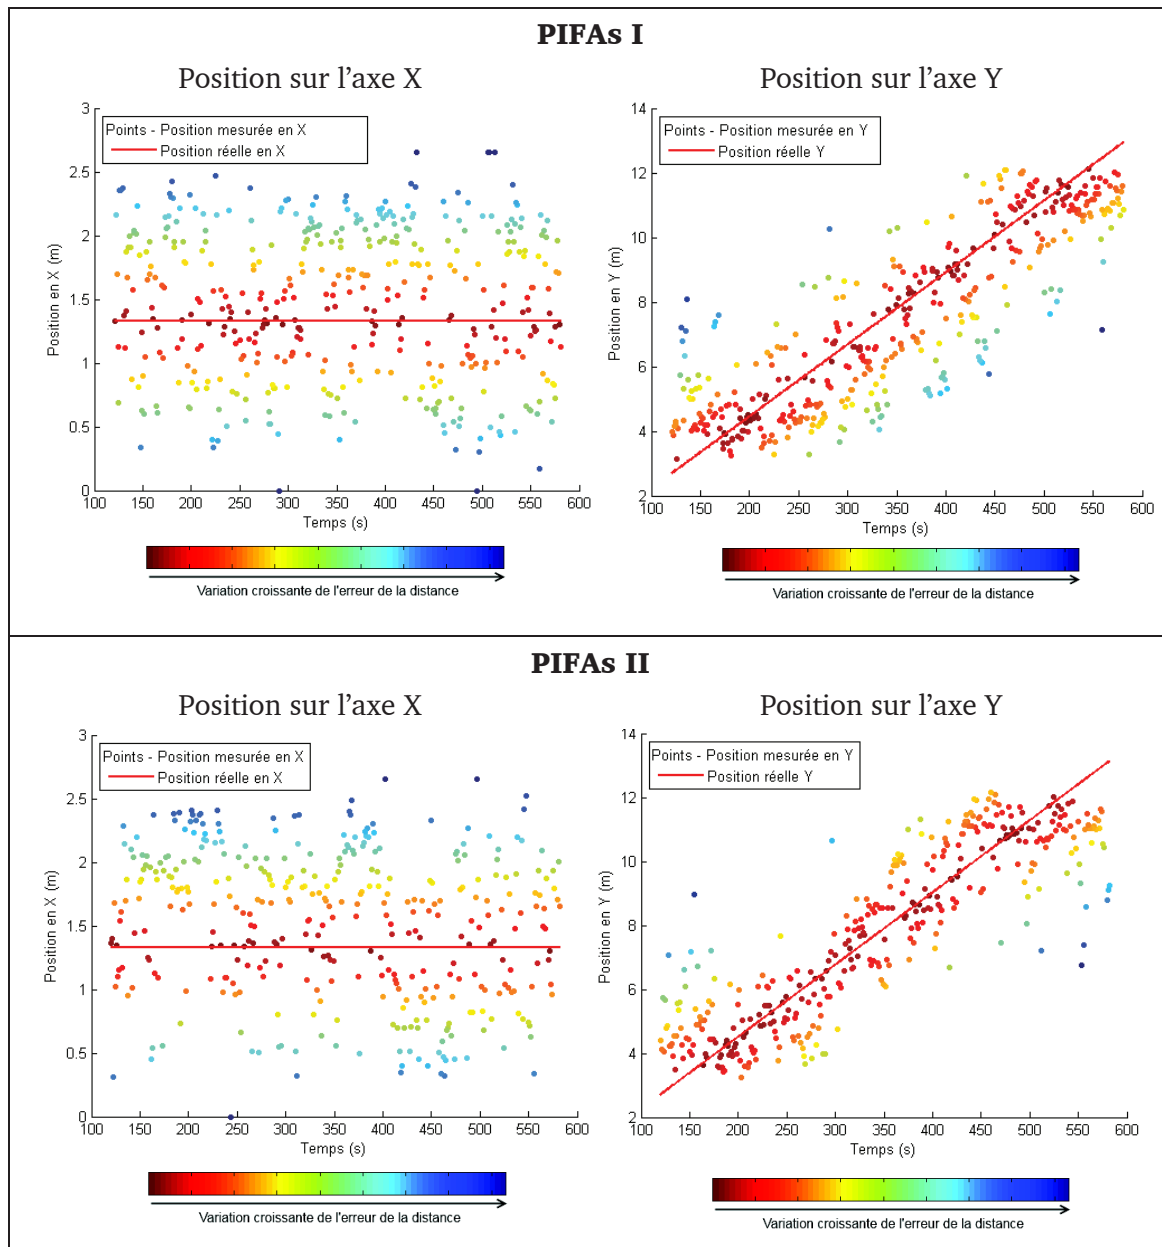 PIFAs I
Position sur l'axe X
3
2.5
2
1.5
1
0.5
0
Position en X (m)
Points - Position mesurée en X
Position réelle en X
100 150 200 250 300 350 400 450 500 550 600
Temps (s)
Variation croissante de l'erreur de la distance
Position sur l'axe Y
14
12
10
8
6
4
2
Position en Y (m)
Points - Position mesurée en Y
Position réelle Y
100 150 200 250 300 350 400 450 500 550 600
Temps (s)
Variation croissante de l'erreur de la distance
PIFAs II
Position sur l'axe X
3
2.5
2
1.5
1
0.5
0
Position en X (m)
Points - Position mesurée en X
Position réelle en X
100 150 200 250 300 350 400 450 500 550 600
Temps (s)
Variation croissante de l'erreur de la distance
Position sur l'axe Y
14
12
10
8
6
4
2
Position en Y (m)
Points - Position mesurée en Y
Position réelle Y
100 150 200 250 300 350 400 450 500 550 600
Temps (s)
Variation croissante de l'erreur de la distance